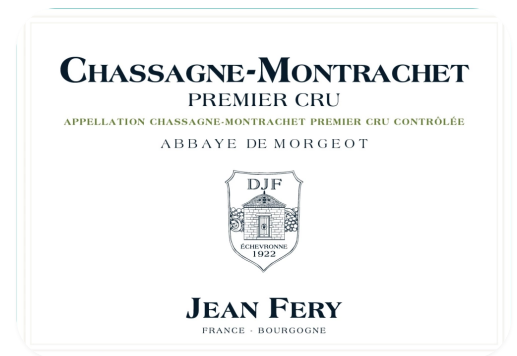 CHASSAGNE-MONTRACHET
PREMIER CRU
APPELLATION CHASSAGNE-MONTRACHET PREMIER CRU CONTRÔLÉE
ABBAYE DE MORGEOT
DJF
ÉCHEVRONNE
1922
JEAN FERY
FRANCE - BOURGOGNE